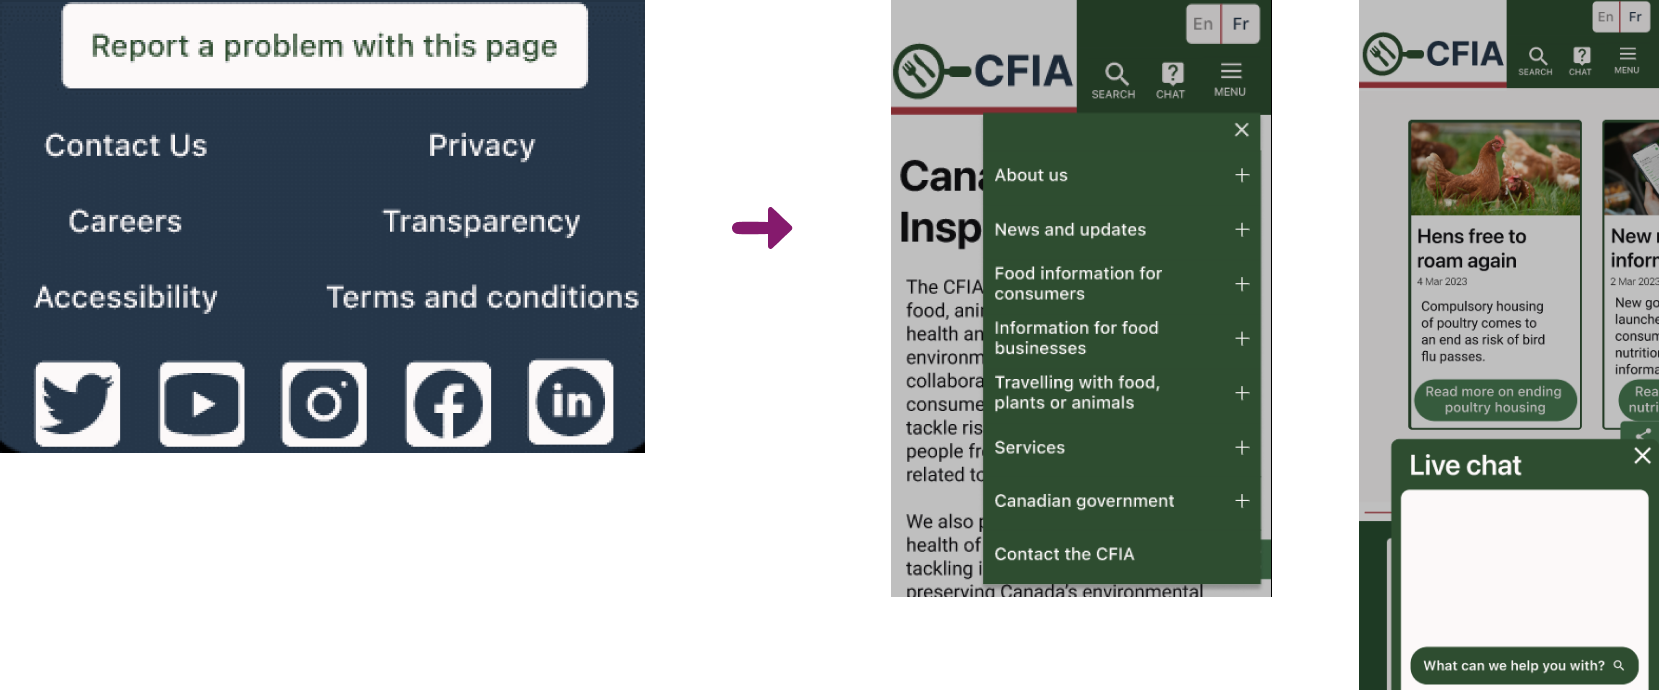 Report a problem with this page
Contact Us
Privacy
Careers
Transparency
Accessibility
Terms and conditions
in
En
Fr
CFIA
SEARCH
CHAT
MENU
About us
News and updates
Food information for
consumers
Information for food
businesses
Travelling with food,
plants or animals
Services
Canadian government
Contact the CFIA
Cana
Insp
The CFIA
food, ani
health an
environm
collabora
consume
tackle ris
people fr
related to
We also p
health of
tackling i
preserving Canada's environmental
En
Fr
CFIA
SEARCH
CHAT
MENU
Hens free to
roam again
4 Mar 2023
Compulsory housing
of poultry comes to
an end as risk of bird
flu passes.
Read more on ending
poultry housing
New
inform
2 Mar 2023
New go
launche
consum
nutrition
informa
Rea
nutri
Live chat
What can we help you with?